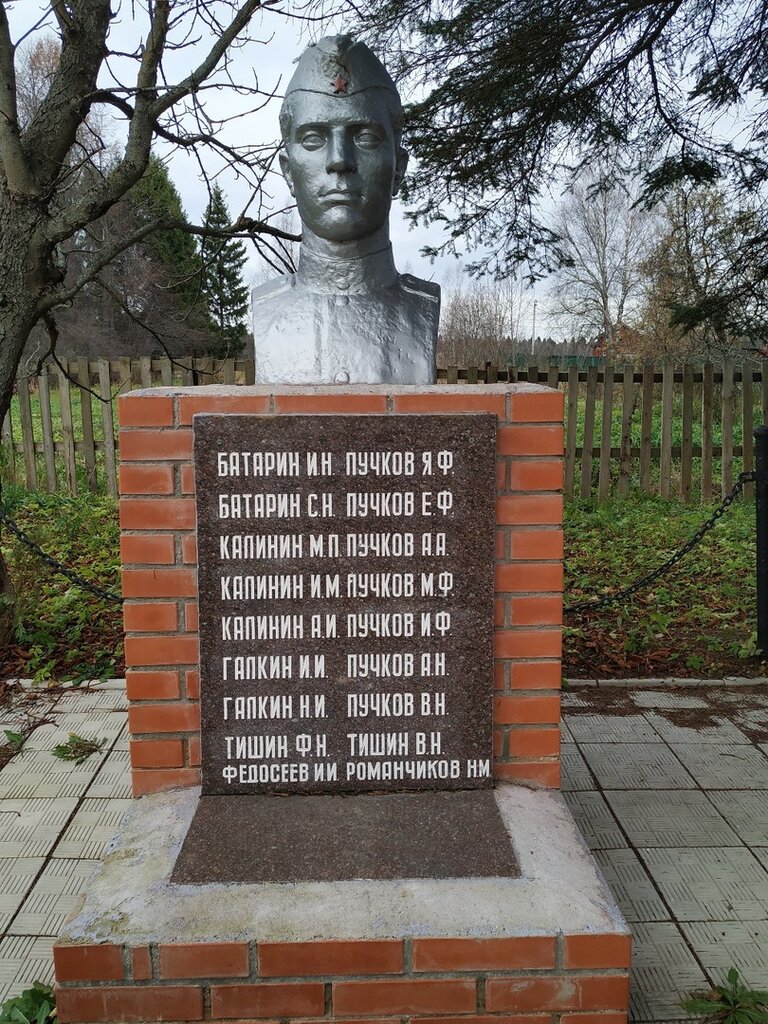 БАТАРИН И.Н. ПУЧКОВ Я.Ф.
БАТАРИН С.Н. ПУЧКОВ Е.Ф
КАЛИНИН М.П. ПУЧКОВ А.А.
КАЛИНИН И.М. ПУЧКОВ М.Ф
КАЛИНИН А.И. ПУЧКОВ И.Ф.
ГАЛКИН И.И. ПУЧКОВ А.Н.
ГАЛКИН Н.И. ПУЧКОВ В.Н
ТИШИН Ф.Н. ТИШИН В.Н.
ФЕДОСЕЕВ И И РОМАНЧИКОВ Н М